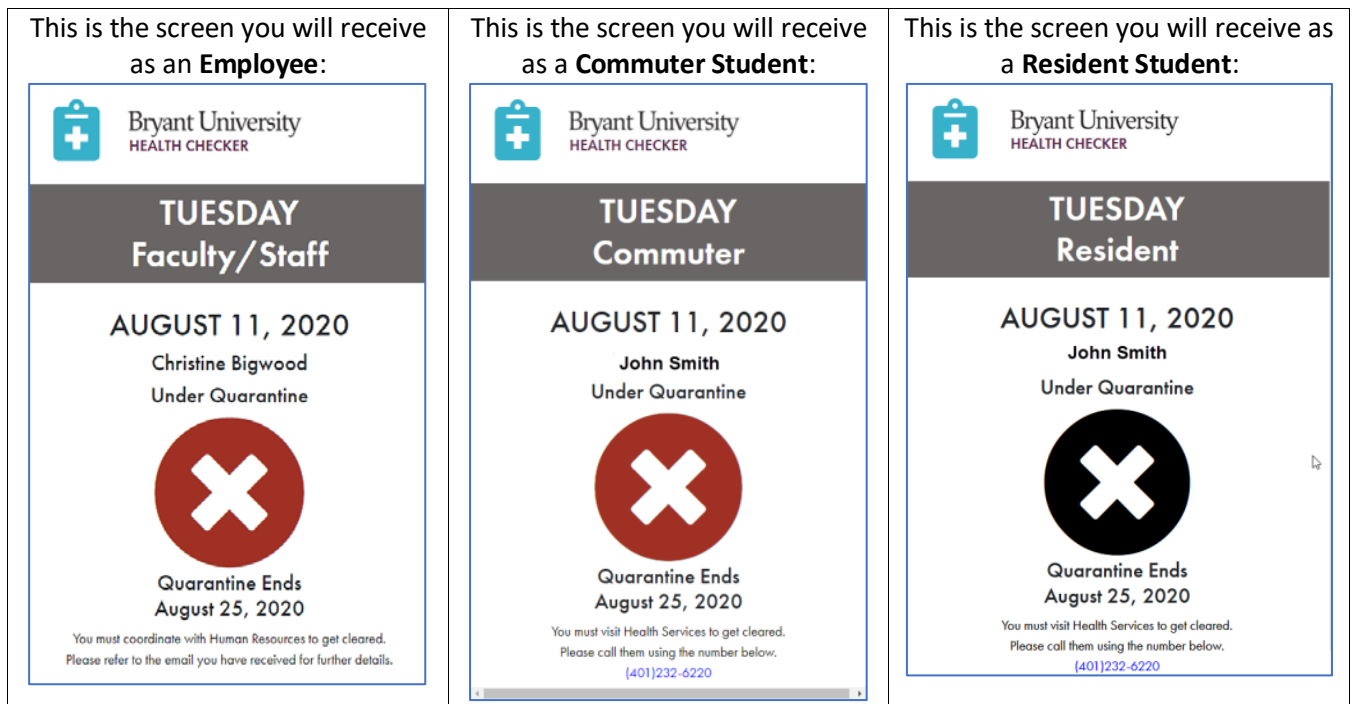 This is the screen you will receive
as an Employee:
Bryant University
HEALTH CHECKER
TUESDAY
Faculty/Staff
AUGUST 11, 2020
Christine Bigwood
Under Quarantine
Quarantine Ends
August 25, 2020
You must coordinate with Human Resources to get cleared.
Please refer to the email you have received for further details.
This is the screen you will receive
as a Commuter Student:
Bryant University
HEALTH CHECKER
TUESDAY
Commuter
AUGUST 11, 2020
John Smith
Under Quarantine
Quarantine Ends
August 25, 2020
You must visit Health Services to get cleared.
Please call them using the number below.
(401)232-6220
This is the screen you will receive as
a Resident Student:
Bryant University
HEALTH CHECKER
TUESDAY
Resident
AUGUST 11, 2020
John Smith
Under Quarantine
Quarantine Ends
August 25, 2020
You must visit Health Services to get cleared.
Please call them using the number below.
(401)232-6220